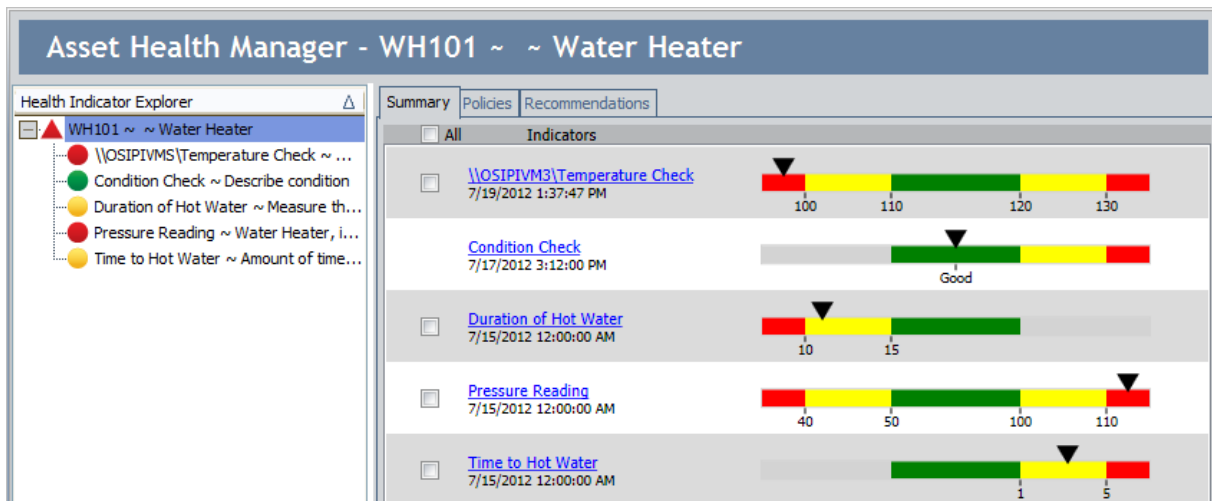 Asset Health Manager - WH101 ~ ~ Water Heater
Health Indicator Explorer
WH101 ~ ~ Water Heater
\\OSIPIVMS\Temperature Check ~ ...
Condition Check ~ Describe condition
Duration of Hot Water ~ Measure th...
Pressure Reading ~ Water Heater, i...
Time to Hot Water ~ Amount of time...
Summary Policies Recommendations
All Indicators
\\OSIPIVM3\Temperature Check
7/19/2012 1:37:47 PM
100 110 120 130
Condition Check
7/17/2012 3:12:00 PM
Good
Duration of Hot Water
7/15/2012 12:00:00 AM
10 15
Pressure Reading
7/15/2012 12:00:00 AM
40 50 100 110
Time to Hot Water
7/15/2012 12:00:00 AM
1 5